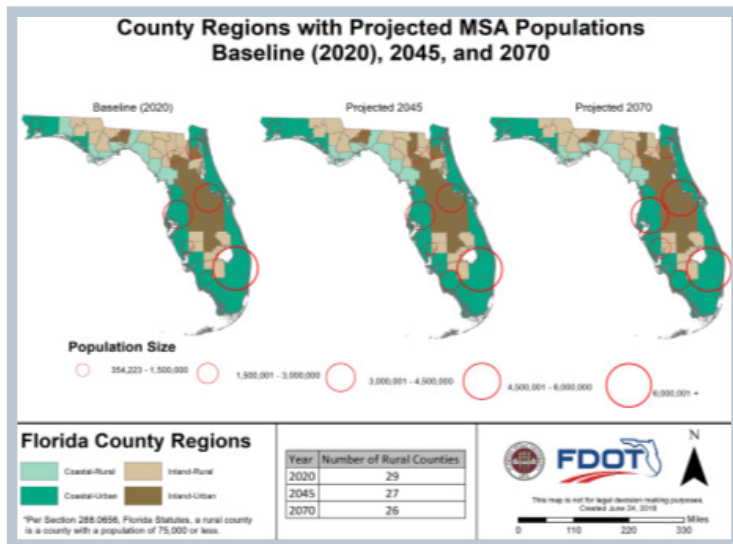 County Regions with Projected MSA Populations
Baseline (2020), 2045, and 2070
Baseline (2020)
Projected 2045
Projected 2070
Population Size
354,223 - 1,500,000
1,500,001 - 3,000,000
3,000,001 - 4,500,000
4,500,001 - 6,000,000
6,000,001 +
Florida County Regions
Coastal-Rural
Inland-Rural
Coastal-Urban
Inland-Urban
*Per Section 288.0656, Florida Statutes, a rural county
is a county with a population of 75,000 or less.
Year Number of Rural Counties
2020 29
2045 27
2070 26
FDOT
N
This map is not for legal decision making purposes.
Created June 24, 2018
Miles
0 110 220 330